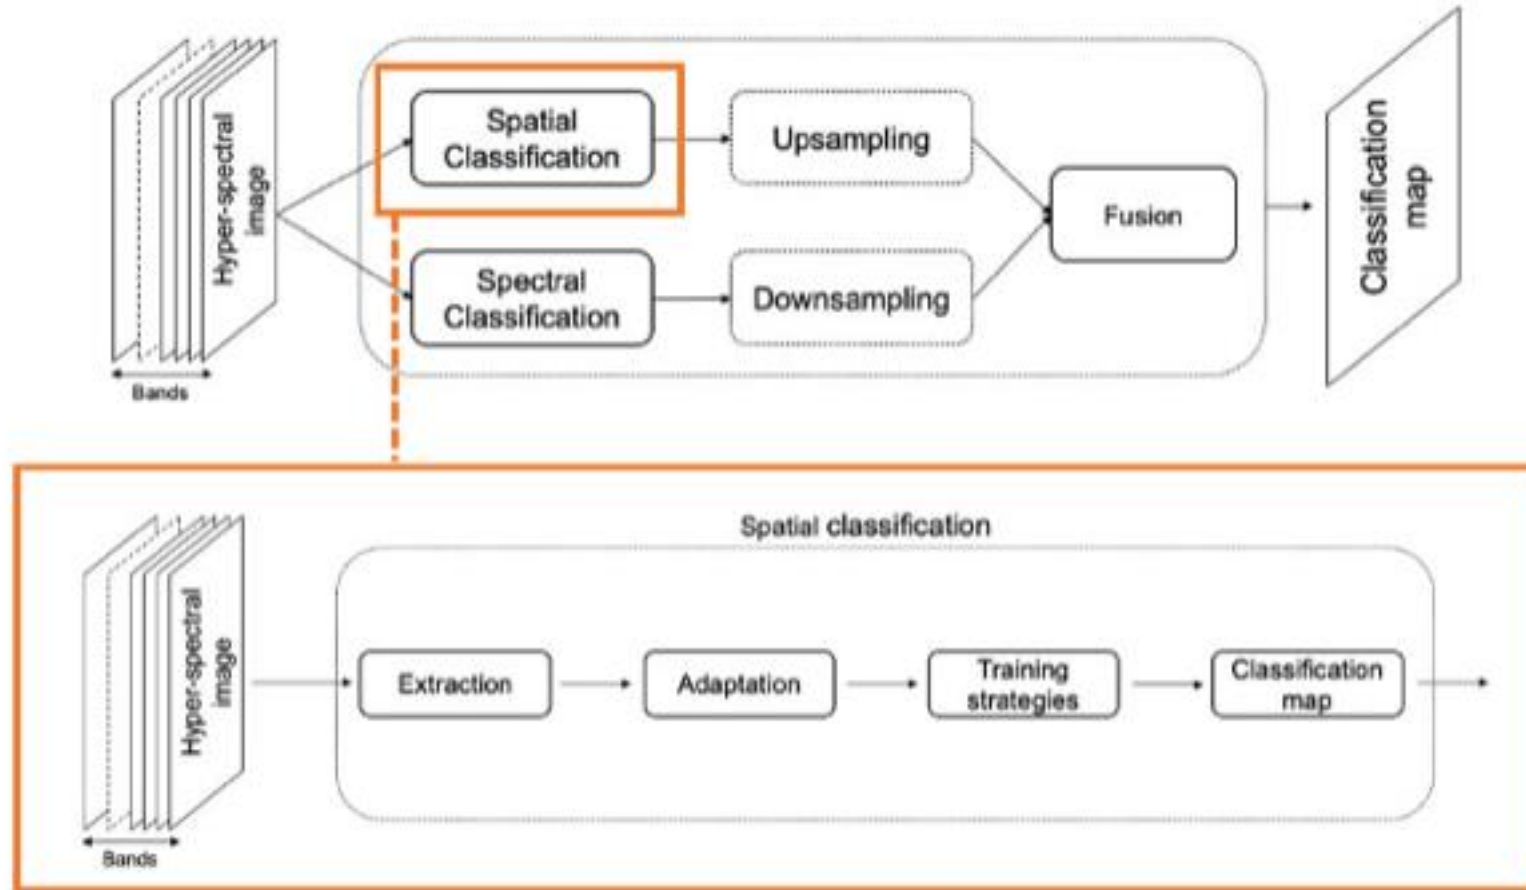 Hyper-spectral
image
Bands
Spatial
Classification
Upsampling
Spectral
Classification
Downsampling
Fusion
Classification
map
Spatial classification
Hyper-spectral
image
Bands
Extraction
Adaptation
Training
strategies
Classification
map